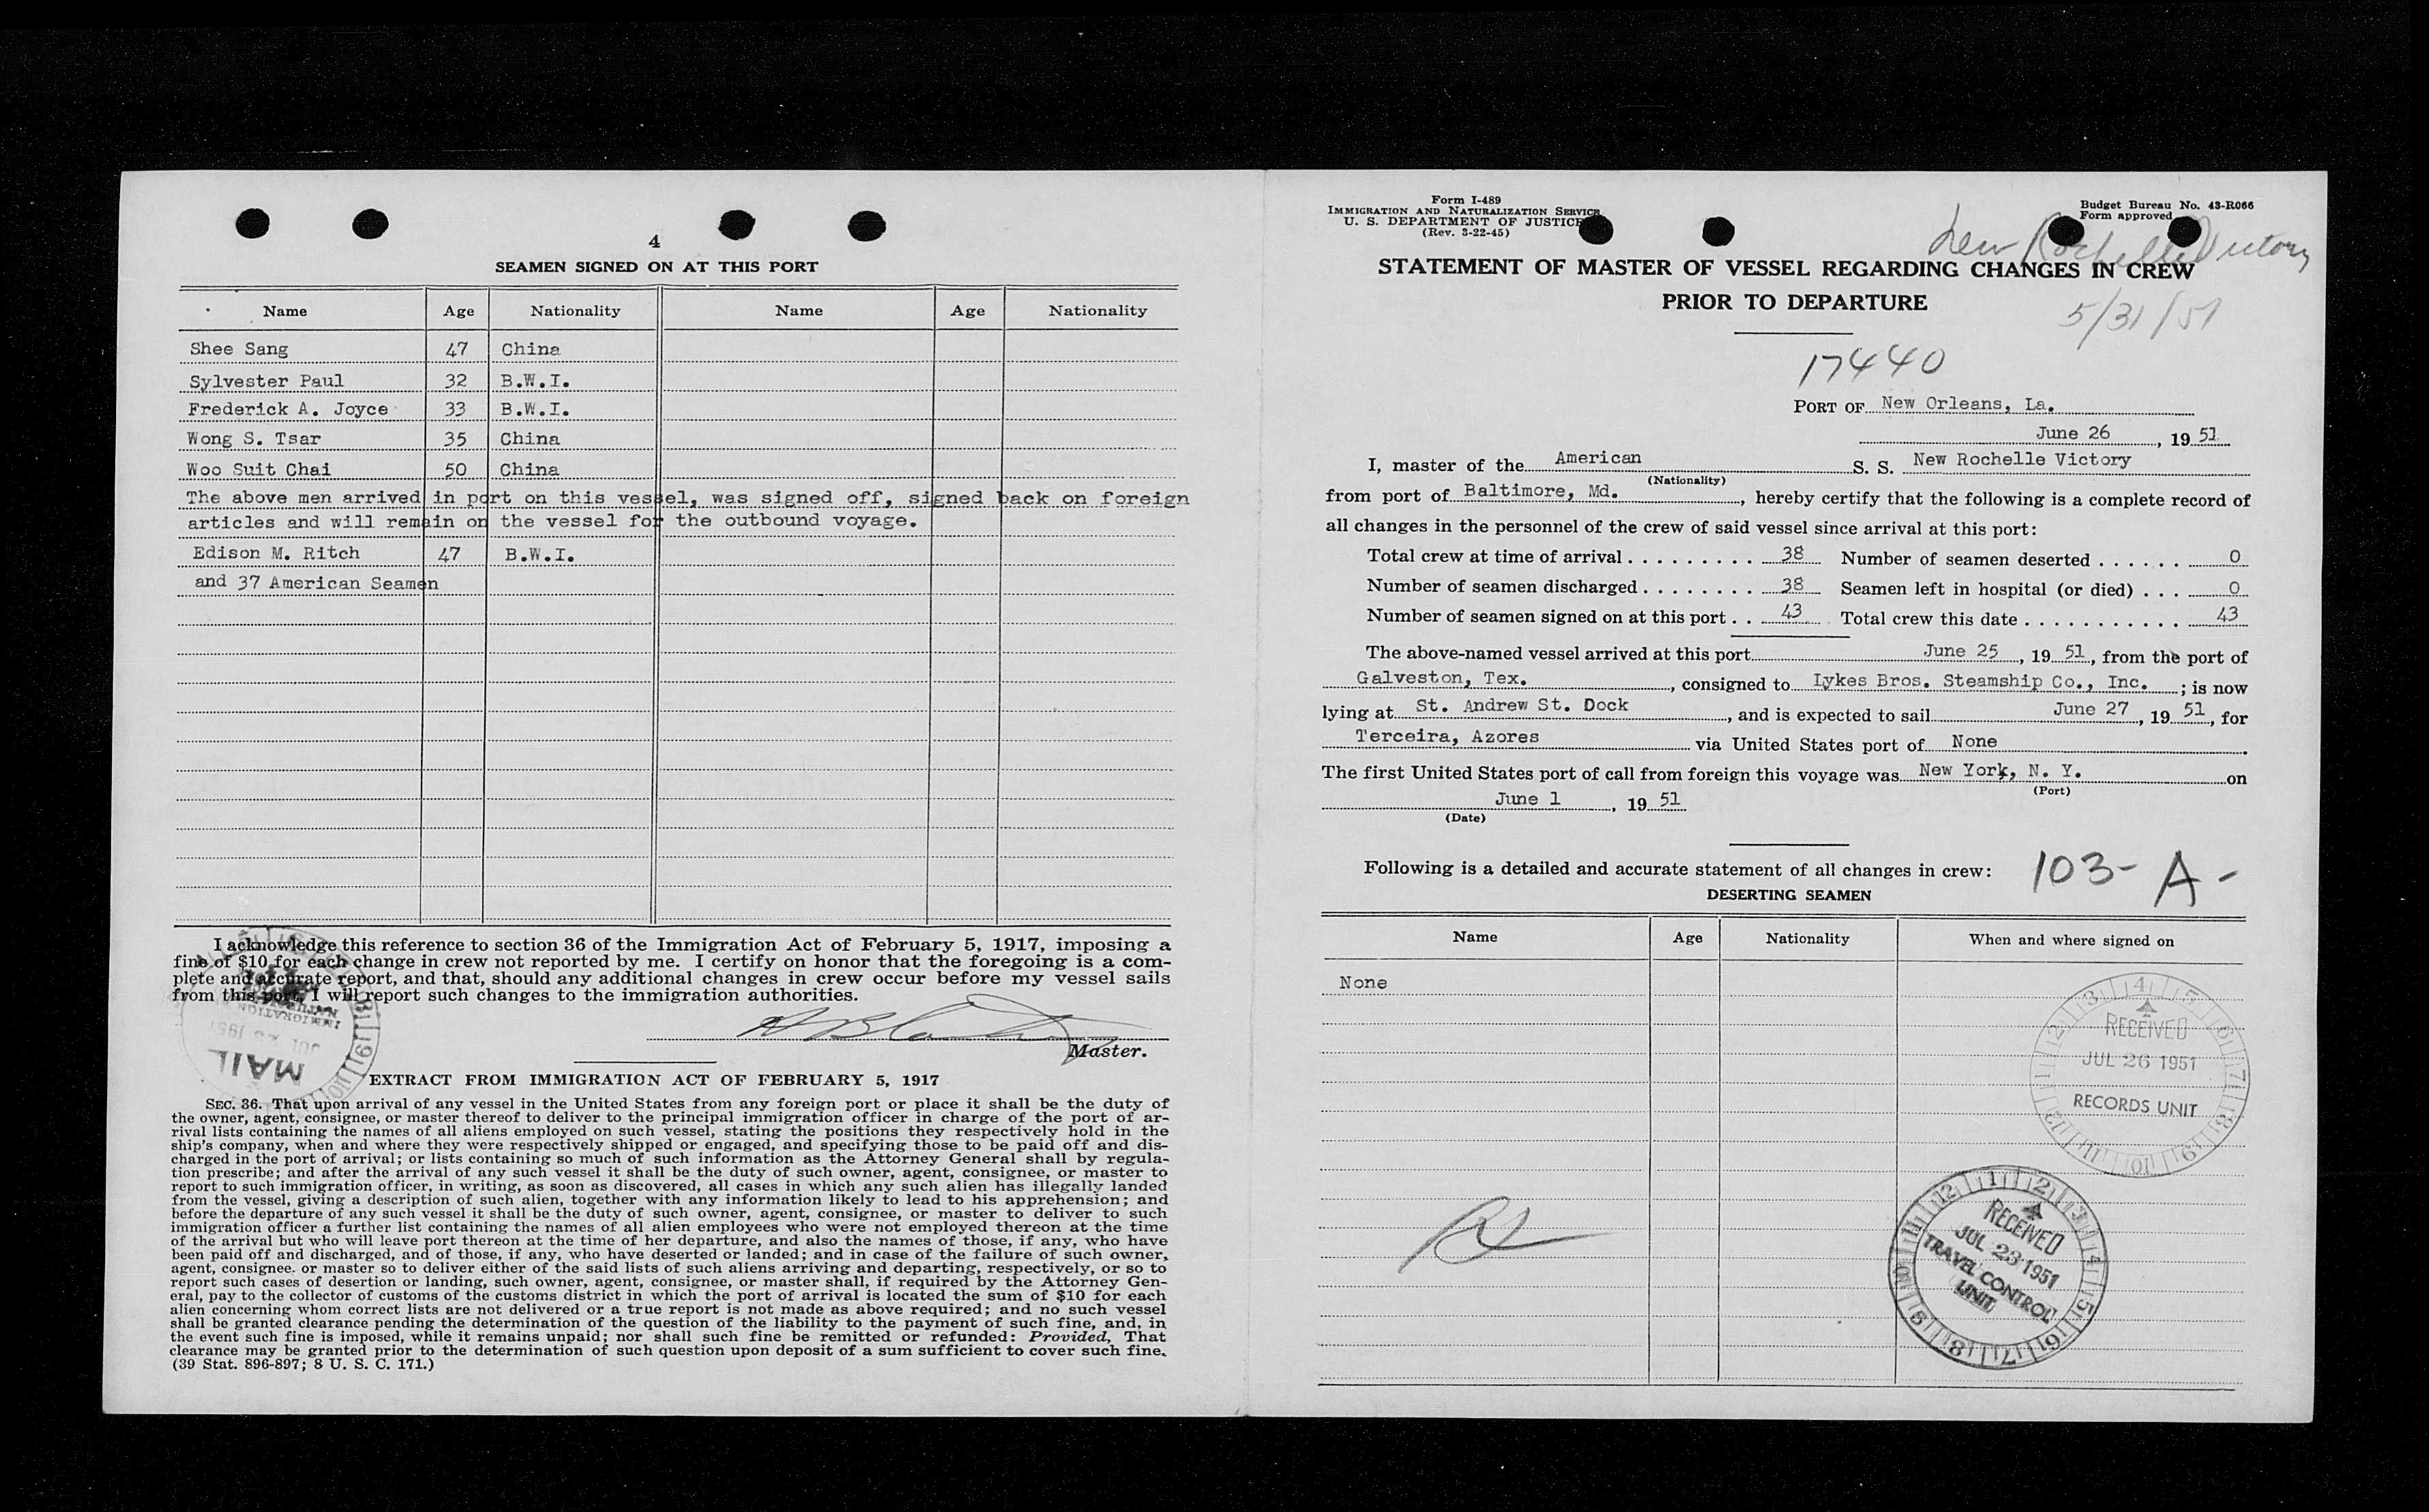 4
SEAMEN SIGNED ON AT THIS PORT
Name Age Nationality Name Age Nationality
Shee Sang 47 China
Sylvester Paul 32 B.W.I.
Frederick A. Joyce 33 B.W.I.
Wong S. Tsar 35 China
Woo Suit Chai 50 China
The above men arrived in port on this vessel, was signed off, signed back on foreign
articles and will remain on the vessel for the outbound voyage.
Edison M. Ritch 47 B.W.I.
and 37 American Seamen
I acknowledge this reference to section 36 of the Immigration Act of February 5, 1917, imposing a
fine of $10 for each change in crew not reported by me. I certify on honor that the foregoing is a com-
plete and accurate report, and that, should any additional changes in crew occur before my vessel sails
from this port, I will report such changes to the immigration authorities.
Master.
MAIL
EXTRACT FROM IMMIGRATION ACT OF FEBRUARY 5, 1917
SEC. 36. That upon arrival of any vessel in the United States from any foreign port or place it shall be the duty of
the owner, agent, consignee, or master thereof to deliver to the principal immigration officer in charge of the port of ar-
rival lists containing the names of all aliens employed on such vessel, stating the positions they respectively hold in the
ship's company, when and where they were respectively shipped or engaged, and specifying those to be paid off and dis-
charged in the port of arrival; or lists containing so much of such information as the Attorney General shall by regula-
tion prescribe; and after the arrival of any such vessel it shall be the duty of such owner, agent, consignee, or master to
report to such immigration officer, in writing, as soon as discovered, all cases in which any such alien has illegally landed
from the vessel, giving a description of such alien, together with any information likely to lead to his apprehension; and
before the departure of any such vessel it shall be the duty of such owner, agent, consignee, or master to deliver to such
immigration officer a further list containing the names of all alien employees who were not employed thereon at the time
of the arrival but who will leave port thereon at the time of her departure, and also the names of those, if any, who have
been paid off and discharged, and of those, if any, who have deserted or landed; and in case of the failure of such owner,
agent, consignee, or master so to deliver either of the said lists of such aliens arriving and departing, respectively, or so to
report such cases of desertion or landing, such owner, agent, consignee, or master shall, if required by the Attorney Gen-
eral, pay to the collector of customs of the customs district in which the port of arrival is located the sum of $10 for each
alien concerning whom correct lists are not delivered or a true report is not made as above required; and no such vessel
shall be granted clearance pending the determination of the question of the liability to the payment of such fine, and, in
the event such fine is imposed, while it remains unpaid; nor shall such fine be remitted or refunded: Provided, That
clearance may be granted prior to the determination of such question upon deposit of a sum sufficient to cover such fine.
(39 Stat. 896-897; 8 U. S. C. 171.)
Form I-489
IMMIGRATION AND NATURALIZATION SERVICE
U. S. DEPARTMENT OF JUSTICE
(Rev. 3-22-45)
Budget Bureau No. 43-R066
Form approved
New Rochelle Victory
STATEMENT OF MASTER OF VESSEL REGARDING CHANGES IN CREW
PRIOR TO DEPARTURE
5/31/51
17440
PORT OF New Orleans, La.
June 26, 1951
I, master of the American S. S. New Rochelle Victory
(Nationality)
from port of Baltimore, Md., hereby certify that the following is a complete record of
all changes in the personnel of the crew of said vessel since arrival at this port:
Total crew at time of arrival . . . . . . . . . 38 Number of seamen deserted . . . . . . 0
Number of seamen discharged . . . . . . . . 38 Seamen left in hospital (or died) . . . 0
Number of seamen signed on at this port . . 43 Total crew this date . . . . . . . . . . . 43
The above-named vessel arrived at this port June 25, 1951, from the port of
Galveston, Tex., consigned to Lykes Bros. Steamship Co., Inc.; is now
lying at St. Andrew St. Dock, and is expected to sail June 27, 1951, for
Terceira, Azores via United States port of None.
The first United States port of call from foreign this voyage was New York, N. Y. on
(Port)
June 1, 1951
(Date)
Following is a detailed and accurate statement of all changes in crew:
103-A-
DESERTING SEAMEN
Name Age Nationality When and where signed on
None
RECEIVED
JUL 26 1951
RECORDS UNIT
RECEIVED
JUL 23 1951
TRAVEL CONTROL
UNIT